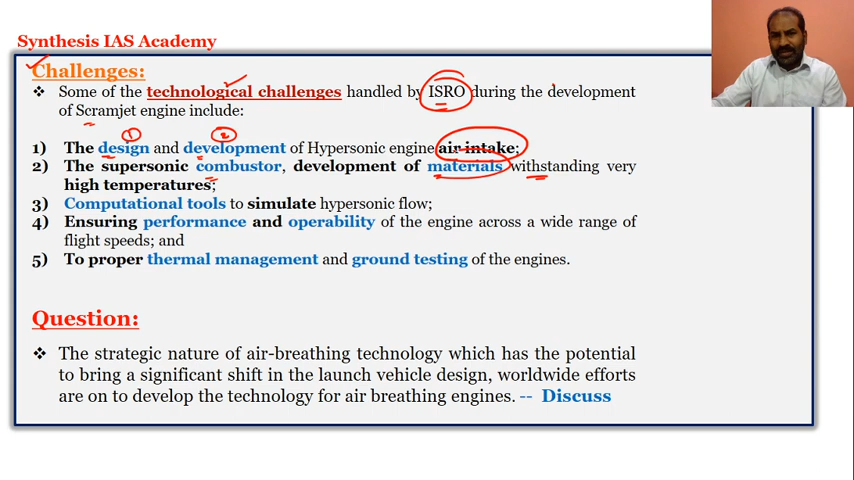 Synthesis IAS Academy
Challenges:
❖ Some of the technological challenges handled by ISRO during the development
of Scramjet engine include:
① ②
1) The design and development of Hypersonic engine air intake;
2) The supersonic combustor, development of materials withstanding very
high temperatures;
3) Computational tools to simulate hypersonic flow;
4) Ensuring performance and operability of the engine across a wide range of
flight speeds; and
5) To proper thermal management and ground testing of the engines.
Question:
❖ The strategic nature of air-breathing technology which has the potential
to bring a significant shift in the launch vehicle design, worldwide efforts
are on to develop the technology for air breathing engines. -- Discuss